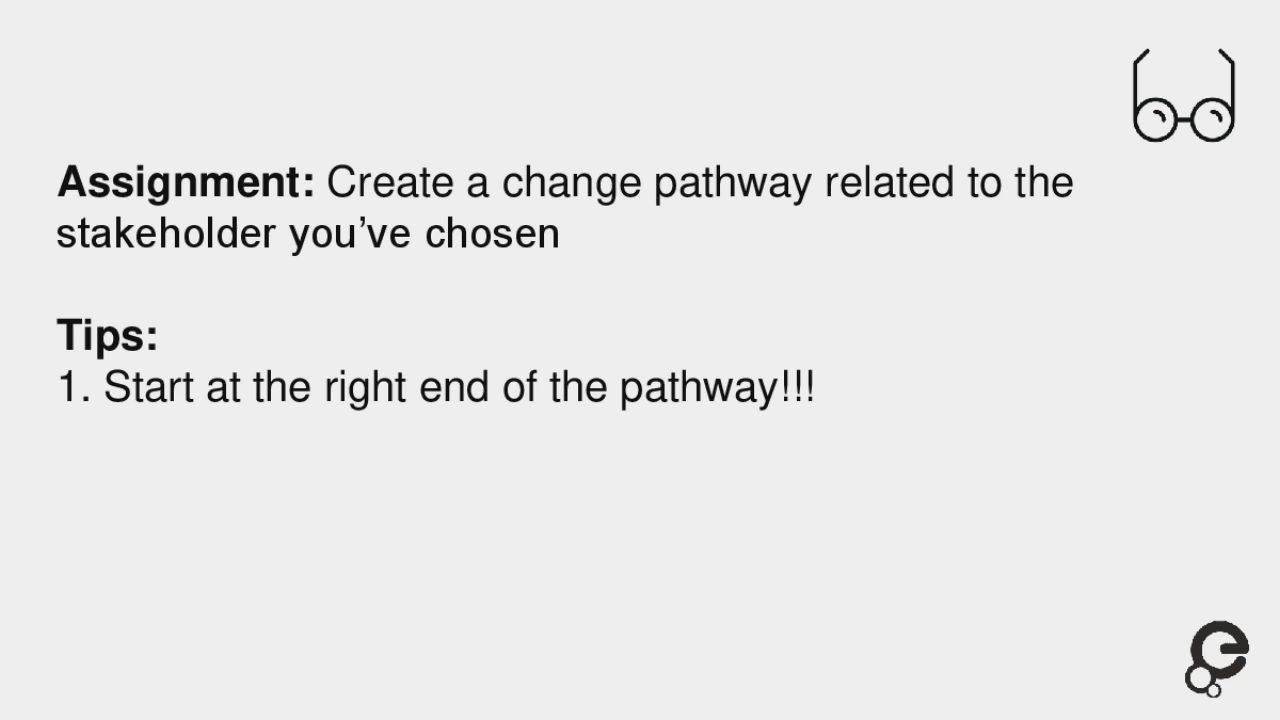 Assignment: Create a change pathway related to the
stakeholder you’ve chosen
Tips:
1. Start at the right end of the pathway!!!